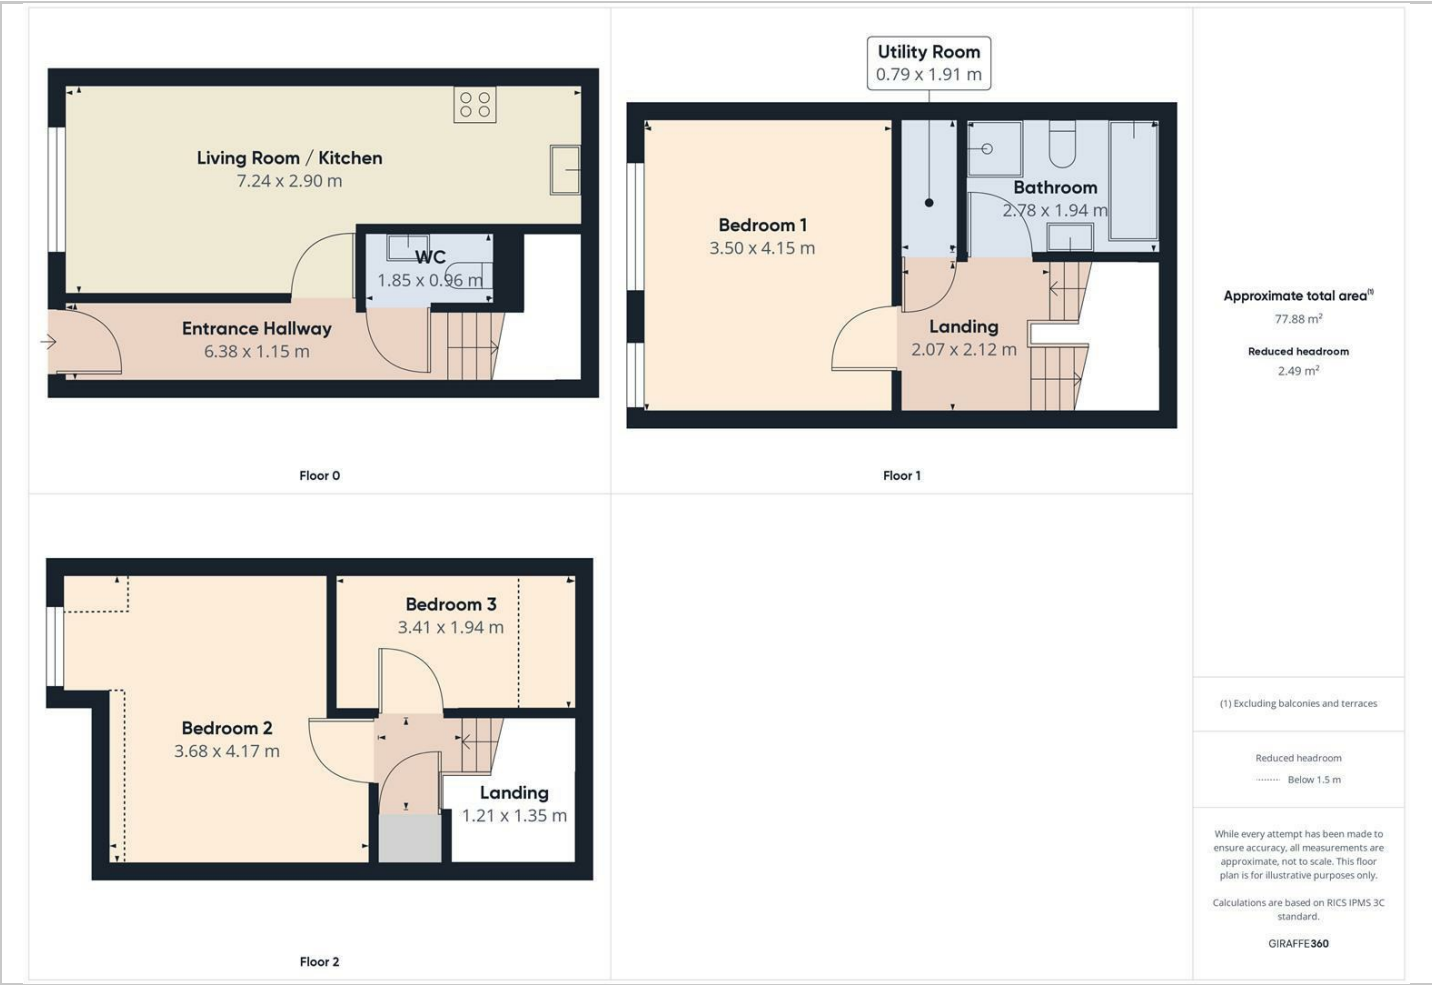 Living Room / Kitchen
7.24 x 2.90 m
WC
1.85 x 0.96 m
Entrance Hallway
6.38 x 1.15 m
Floor 0
Utility Room
0.79 x 1.91 m
Bedroom 1
3.50 x 4.15 m
Bathroom
2.78 x 1.94 m
Landing
2.07 x 2.12 m
Floor 1
Bedroom 3
3.41 x 1.94 m
Bedroom 2
3.68 x 4.17 m
Landing
1.21 x 1.35 m
Floor 2
Approximate total area⁽¹⁾
77.88 m²
Reduced headroom
2.49 m²
(1) Excluding balconies and terraces
Reduced headroom
Below 1.5 m
While every attempt has been made to
ensure accuracy, all measurements are
approximate, not to scale. This floor
plan is for illustrative purposes only.
Calculations are based on RICS IPMS 3C
standard.
GIRAFFE360